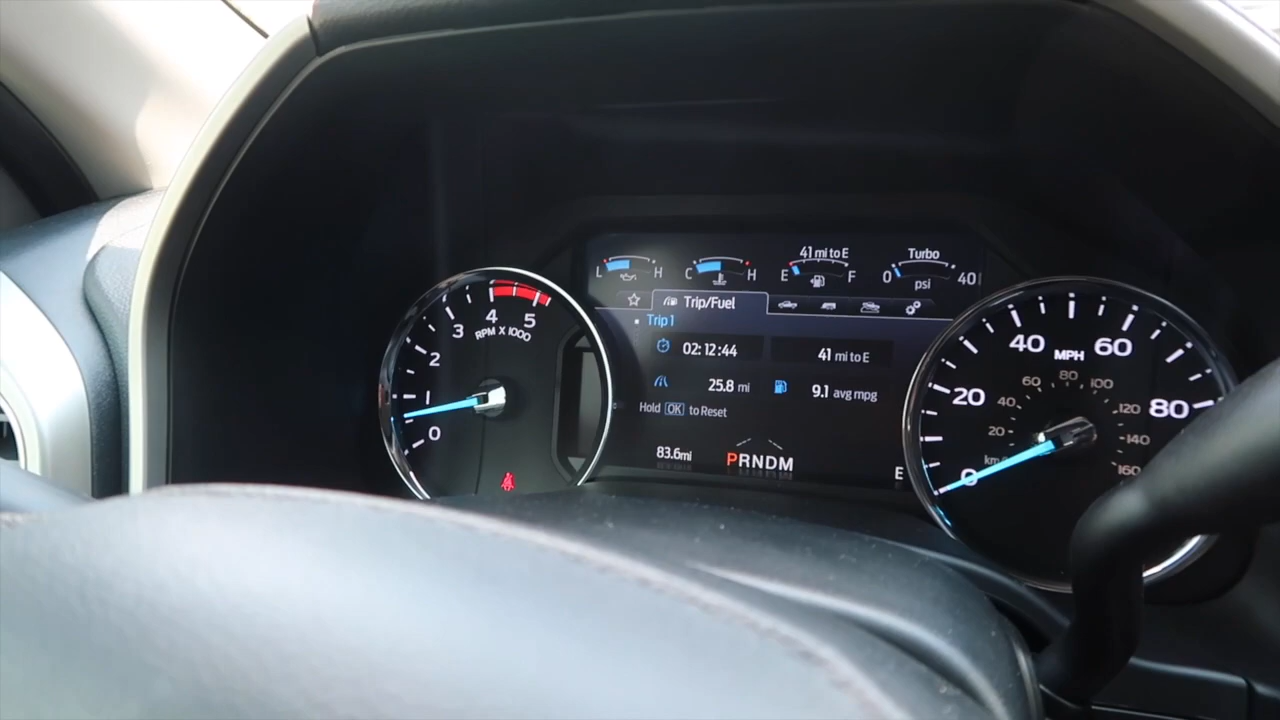 41 mi to E
Turbo
L H
C H
E F
0 psi 40
Trip/Fuel
Trip 1
02:12:44
41 mi to E
25.8 mi
9.1 avg mpg
Hold OK to Reset
83.6mi
PRNDM
E
0 1 2 3 4 5
RPM X 1000
0 20 40 60 80
MPH
20 40 60 80 100 120 140 160